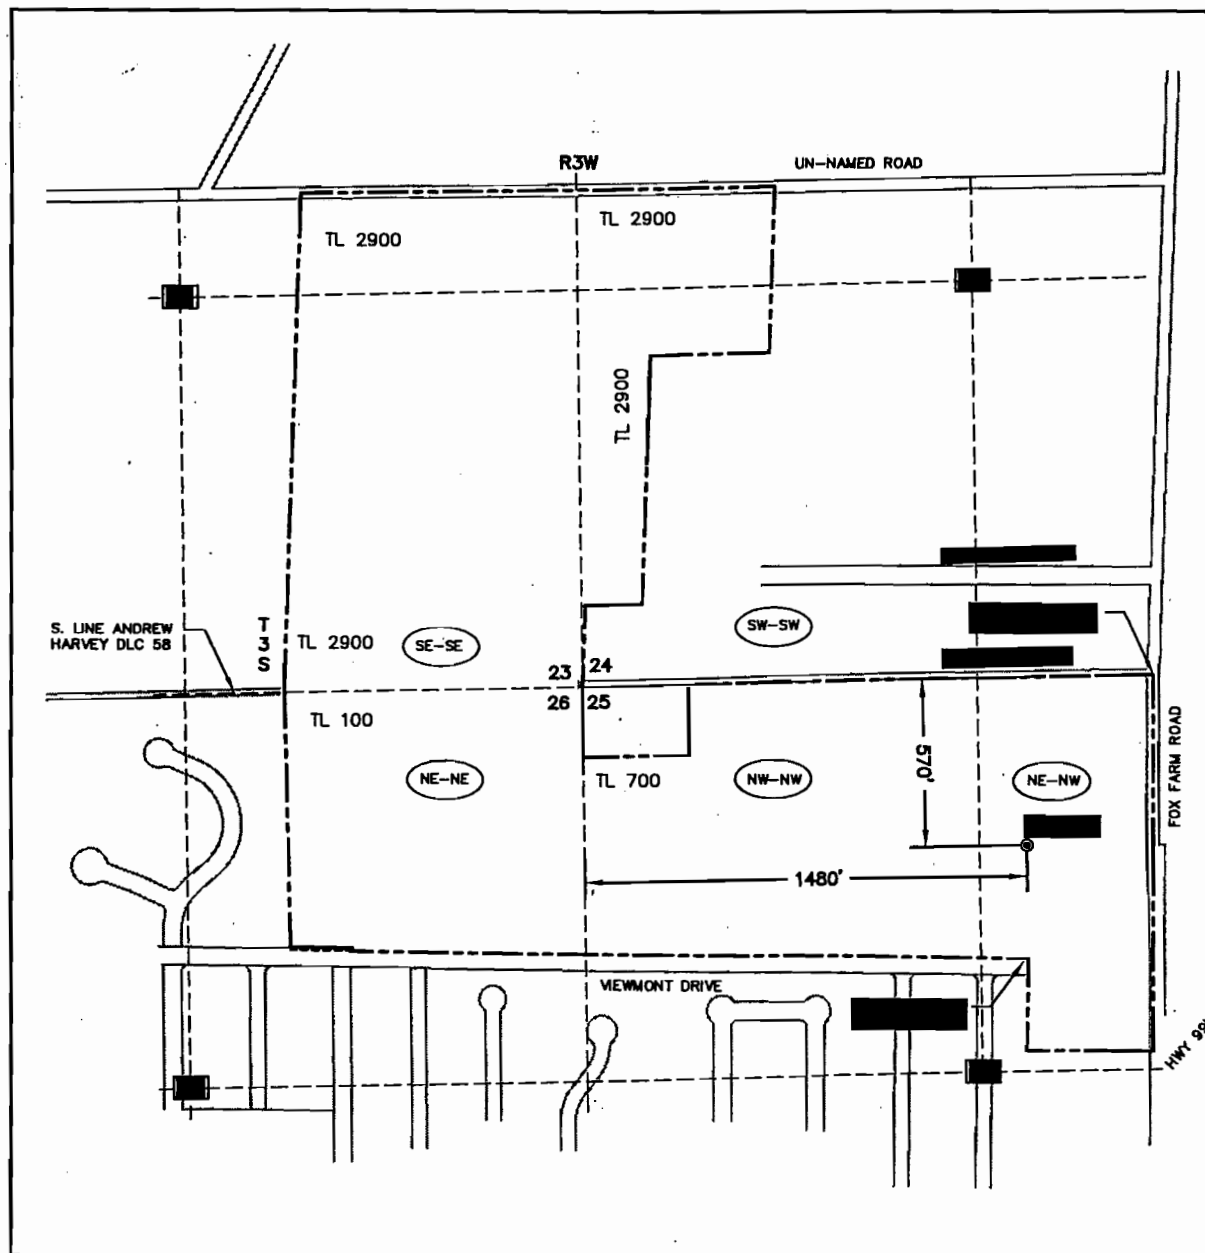 R3W
UN-NAMED ROAD
TL 2900
TL 2900
TL 2900
S. LINE ANDREW
HARVEY DLC 58
T
3
S
TL 2900
SE-SE
SW-SW
23 24
26 25
TL 100
NE-NE
TL 700
NW-NW
570'
NE-NW
FOX FARM ROAD
1480'
VIEWMONT DRIVE